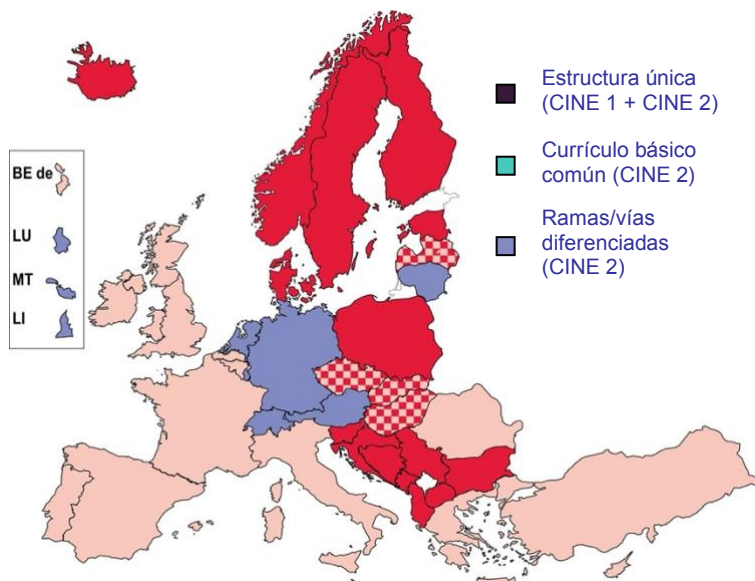 Estructura única
(CINE 1 + CINE 2)
Currículo básico
común (CINE 2)
Ramas/vías
diferenciadas
(CINE 2)
BE de
LU
MT
LI